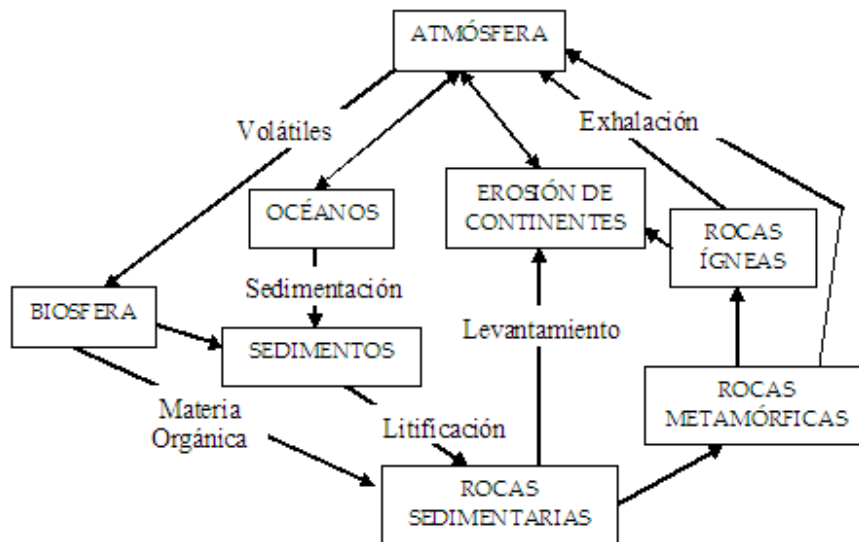 ATMÓSFERA
Volátiles
Exhalación
OCÉANOS
EROSIÓN DE
CONTINENTES
ROCAS
ÍGNEAS
Sedimentación
BIOSFERA
Levantamiento
SEDIMENTOS
ROCAS
METAMÓRFICAS
Materia
Orgánica
Litificación
ROCAS
SEDIMENTARIAS